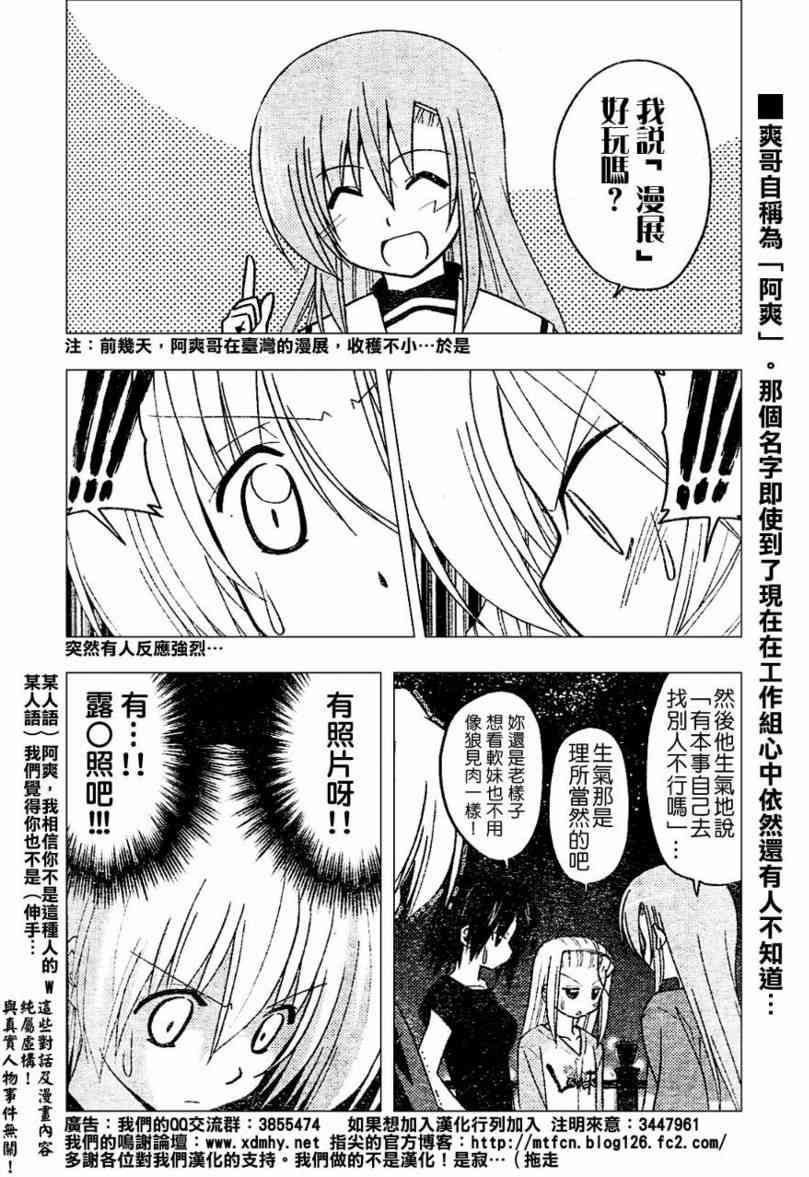 ■爽哥自稱為「阿爽」。那個名字即使到了現在在工作組心中依然還有人不知道…
我說「漫展」
好玩嗎？
注：前幾天，阿爽哥在臺灣的漫展，收穫不小…於是
!!!
!!!
突然有人反應強烈…
然後他生氣地說
「有本事自己去
找別人不行嗎」…
生氣那是
理所當然的
吧
妳還是老樣子
想看軟妹也不用
像狼見肉一樣！
有照片呀!!
有…!!
露〇照吧!!!
某人語）阿爽，我相信你不是這種人的W
某人語）我們覺得你也不是（伸手…
這些對話及漫畫內容
純屬虛構！
與真實人物事件無關！
廣告：我們的QQ交流群：3855474 如果想加入漢化行列加入 注明來意：3447961
我們的鳴謝論壇：www.xdmhy.net 指尖的官方博客：http://mtfcn.blog126.fc2.com/
多謝各位對我們漢化的支持。我們做的不是漢化！是寂…（拖走